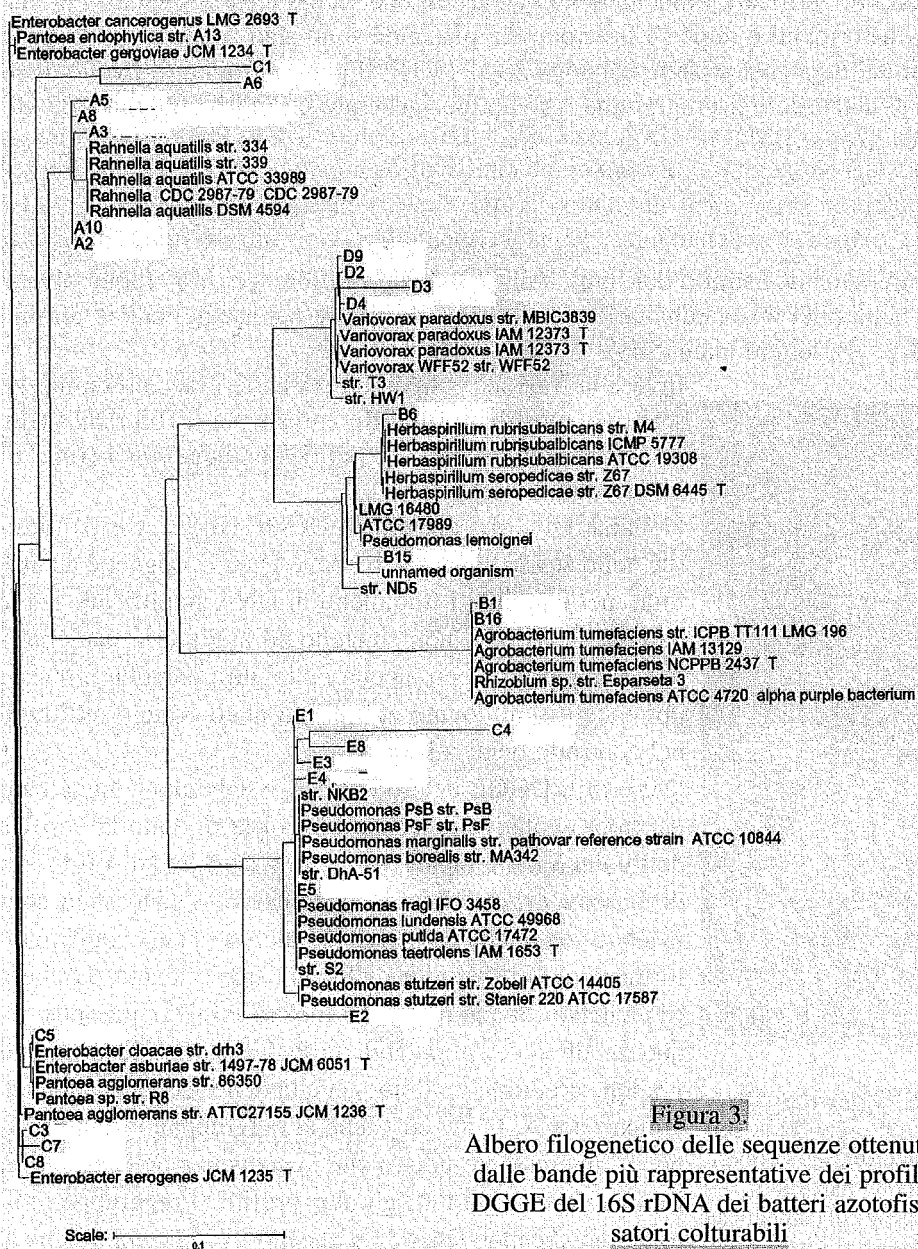 Enterobacter cancerogenus LMG 2693 T
Pantoea endophytica str. A13
Enterobacter gergoviae JCM 1234 T
C1
A6
A5
A8
A3
Rahnella aquatilis str. 334
Rahnella aquatilis str. 339
Rahnella aquatilis ATCC 33989
Rahnella CDC 2987-79 CDC 2987-79
Rahnella aquatilis DSM 4594
A10
A2
D9
D2
D3
D4
Variovorax paradoxus str. MBIC3839
Variovorax paradoxus IAM 12373 T
Variovorax paradoxus IAM 12373 T
Variovorax WFF52 str. WFF52
str. T3
str. HW1
B6
Herbaspirillum rubrisubalbicans str. M4
Herbaspirillum rubrisubalbicans ICMP 5777
Herbaspirillum rubrisubalbicans ATCC 19308
Herbaspirillum seropedicae str. Z67
Herbaspirillum seropedicae str. Z67 DSM 6445 T
LMG 16480
ATCC 17989
Pseudomonas lemoignei
B15
unnamed organism
str. ND5
B1
B16
Agrobacterium tumefaciens str. ICPB TT111 LMG 196
Agrobacterium tumefaciens IAM 13129
Agrobacterium tumefaciens NCPPB 2437 T
Rhizobium sp. str. Esparseta 3
Agrobacterium tumefaciens ATCC 4720 alpha purple bacterium
E1
C4
E8
E3
E4
str. NKB2
Pseudomonas PsB str. PsB
Pseudomonas PsF str. PsF
Pseudomonas marginalis str. pathovar reference strain ATCC 10844
Pseudomonas borealis str. MA342
str. DhA-51
E5
Pseudomonas fragi IFO 3458
Pseudomonas lundensis ATCC 49968
Pseudomonas putida ATCC 17472
Pseudomonas taetrolens IAM 1653 T
str. S2
Pseudomonas stutzeri str. Zobell ATCC 14405
Pseudomonas stutzeri str. Stanier 220 ATCC 17587
E2
C5
Enterobacter cloacae str. drh3
Enterobacter asburiae str. 1497-78 JCM 6051 T
Pantoea agglomerans str. 86350
Pantoea sp. str. R8
Pantoea agglomerans str. ATTC27155 JCM 1236 T
C3
C7
C8
Enterobacter aerogenes JCM 1235 T
Scale:
0.1
Figura 3.
Albero filogenetico delle sequenze ottenut
dalle bande più rappresentative dei profil
DGGE del 16S rDNA dei batteri azotofis
satori colturabili